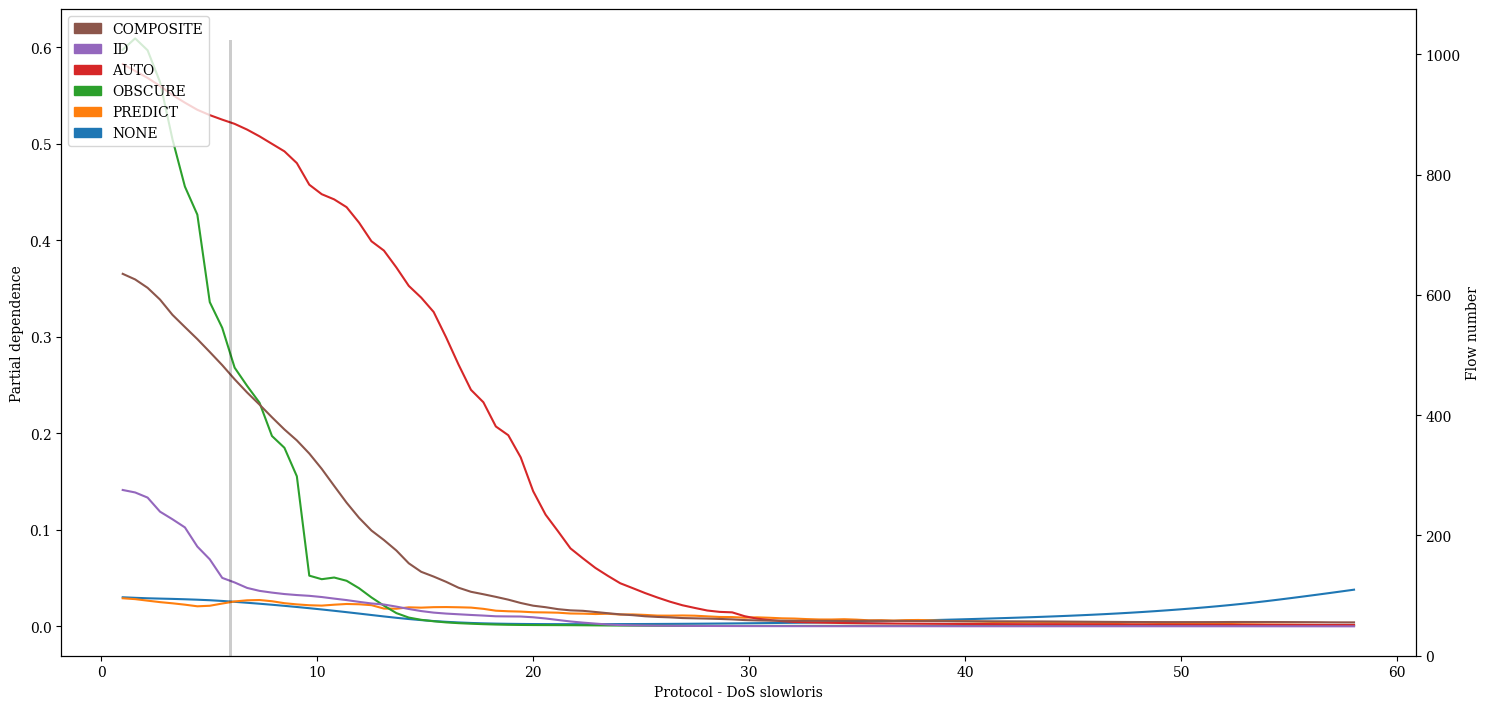 COMPOSITE
ID
AUTO
OBSCURE
PREDICT
NONE
0.6
0.5
0.4
0.3
0.2
0.1
0.0
Partial dependence
1000
800
600
400
200
0
Flow number
0 10 20 30 40 50 60
Protocol - DoS slowloris